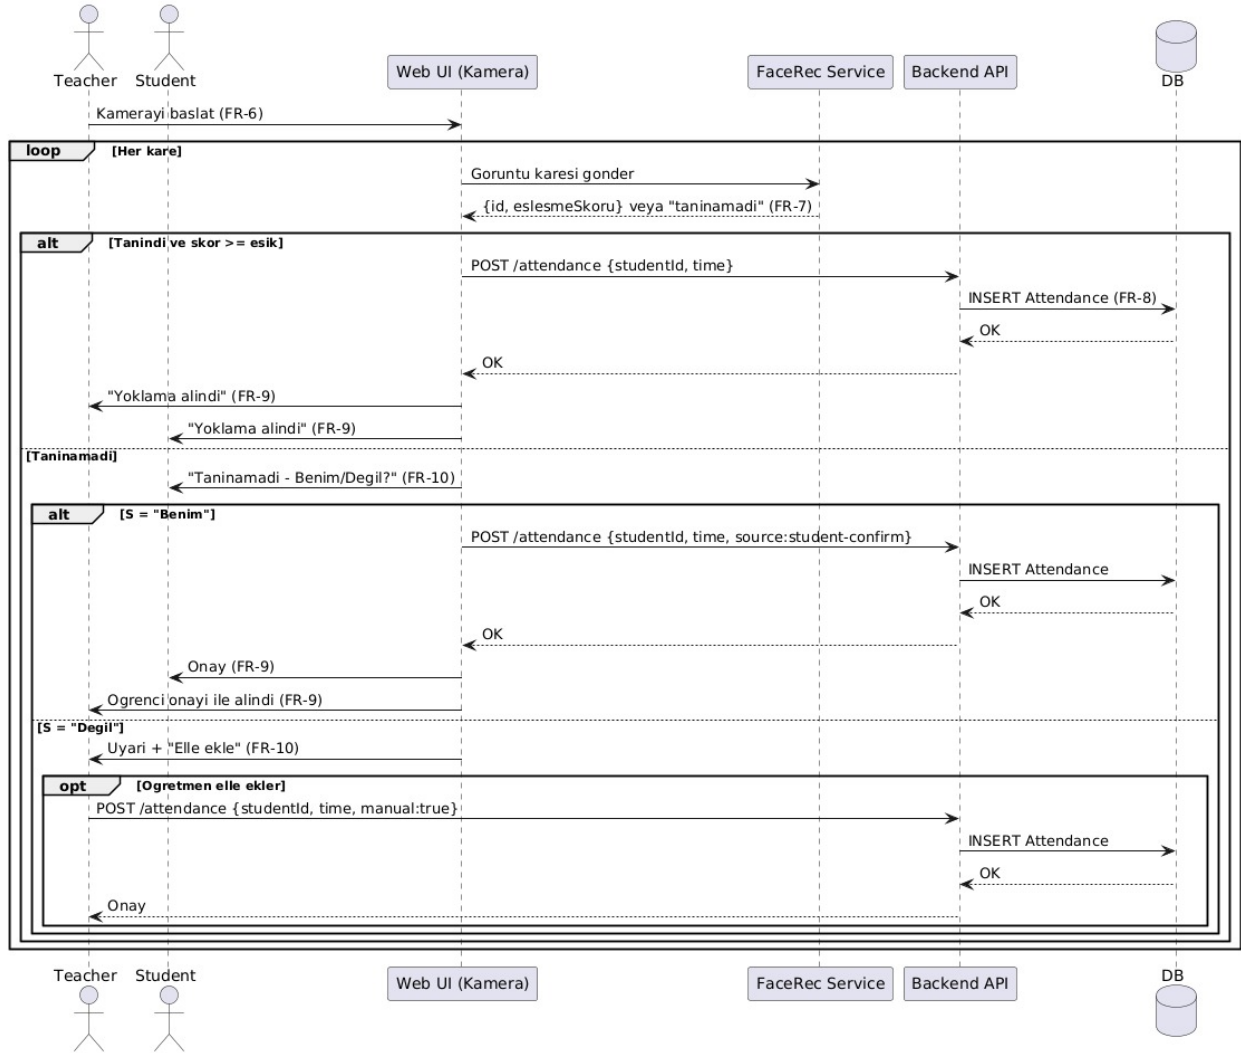 Teacher
Student
Web UI (Kamera)
FaceRec Service
Backend API
DB
Kamerayi baslat (FR-6)
loop
[Her kare]
Goruntu karesi gonder
{id, eslesmeSkoru} veya "taninamadi" (FR-7)
alt
[Tanindi ve skor >= esik]
POST /attendance {studentId, time}
INSERT Attendance (FR-8)
OK
OK
"Yoklama alindi" (FR-9)
"Yoklama alindi" (FR-9)
[Taninamadi]
"Taninamadi - Benim/Degil?" (FR-10)
alt
[S = "Benim"]
POST /attendance {studentId, time, source:student-confirm}
INSERT Attendance
OK
OK
Onay (FR-9)
Ogrenci onayi ile alindi (FR-9)
[S = "Degil"]
Uyari + "Elle ekle" (FR-10)
opt
[Ogretmen elle ekler]
POST /attendance {studentId, time, manual:true}
INSERT Attendance
OK
Onay
Teacher
Student
Web UI (Kamera)
FaceRec Service
Backend API
DB